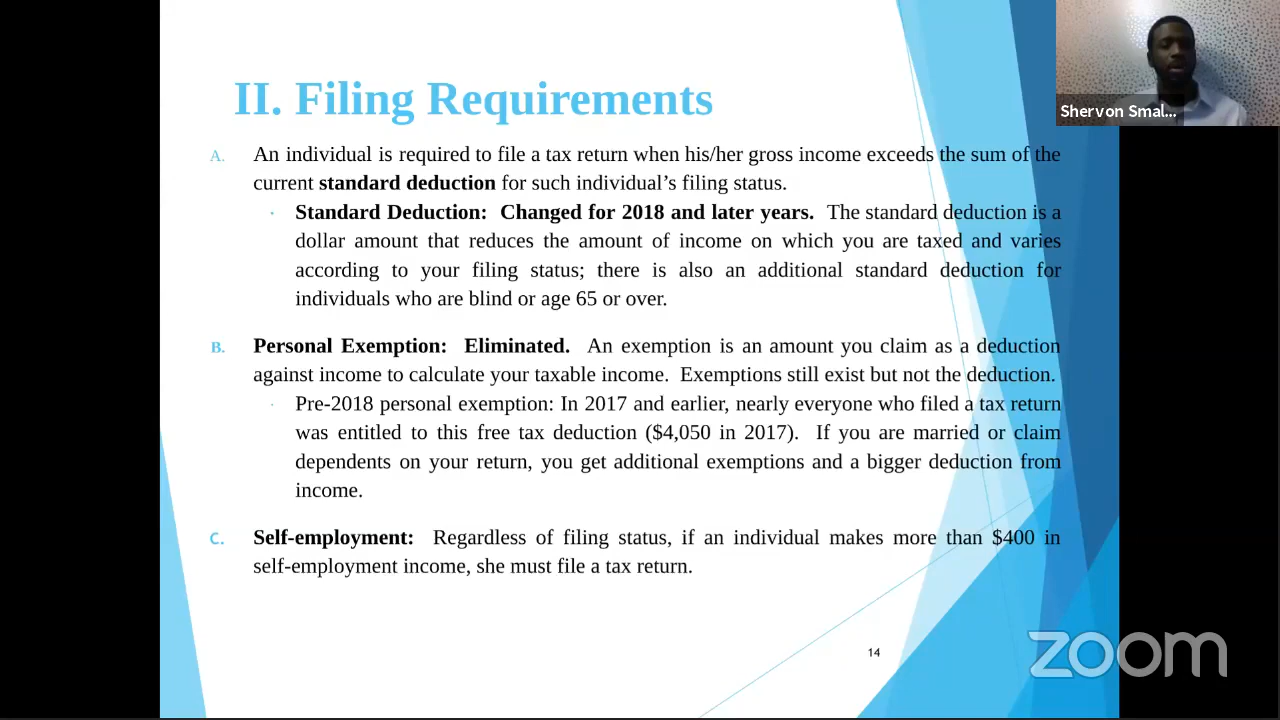 II. Filing Requirements
A. An individual is required to file a tax return when his/her gross income exceeds the sum of the
current standard deduction for such individual’s filing status.
· Standard Deduction: Changed for 2018 and later years. The standard deduction is a
dollar amount that reduces the amount of income on which you are taxed and varies
according to your filing status; there is also an additional standard deduction for
individuals who are blind or age 65 or over.
B. Personal Exemption: Eliminated. An exemption is an amount you claim as a deduction
against income to calculate your taxable income. Exemptions still exist but not the deduction.
· Pre-2018 personal exemption: In 2017 and earlier, nearly everyone who filed a tax return
was entitled to this free tax deduction ($4,050 in 2017). If you are married or claim
dependents on your return, you get additional exemptions and a bigger deduction from
income.
C. Self-employment: Regardless of filing status, if an individual makes more than $400 in
self-employment income, she must file a tax return.
14
Shervon Smal...
zoom